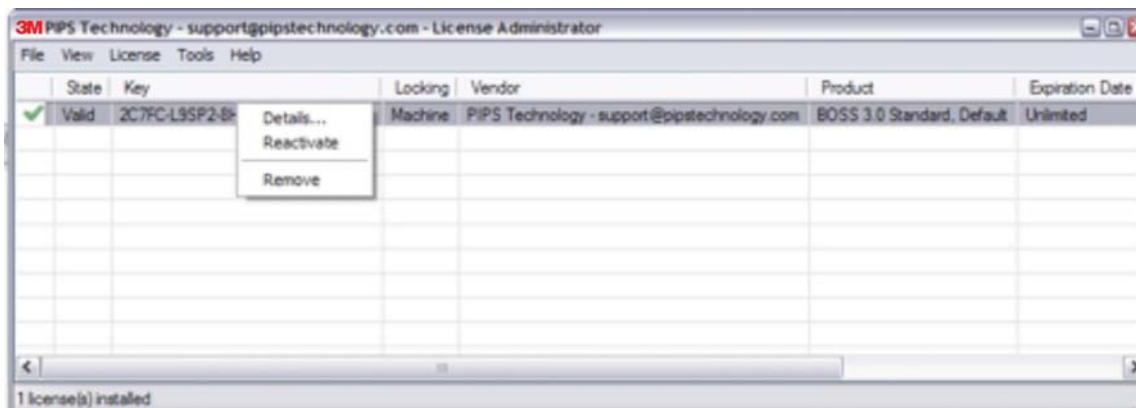 3M PIPS Technology - support@pipstechnology.com - License Administrator
File View License Tools Help
State Key Locking Vendor Product Expiration Date
Valid 2C7FC-L9SP2-8 Machine PIPS Technology - support@pipstechnology.com BOSS 3.0 Standard, Default Unlimited
Details...
Reactivate
Remove
1 license(s) installed